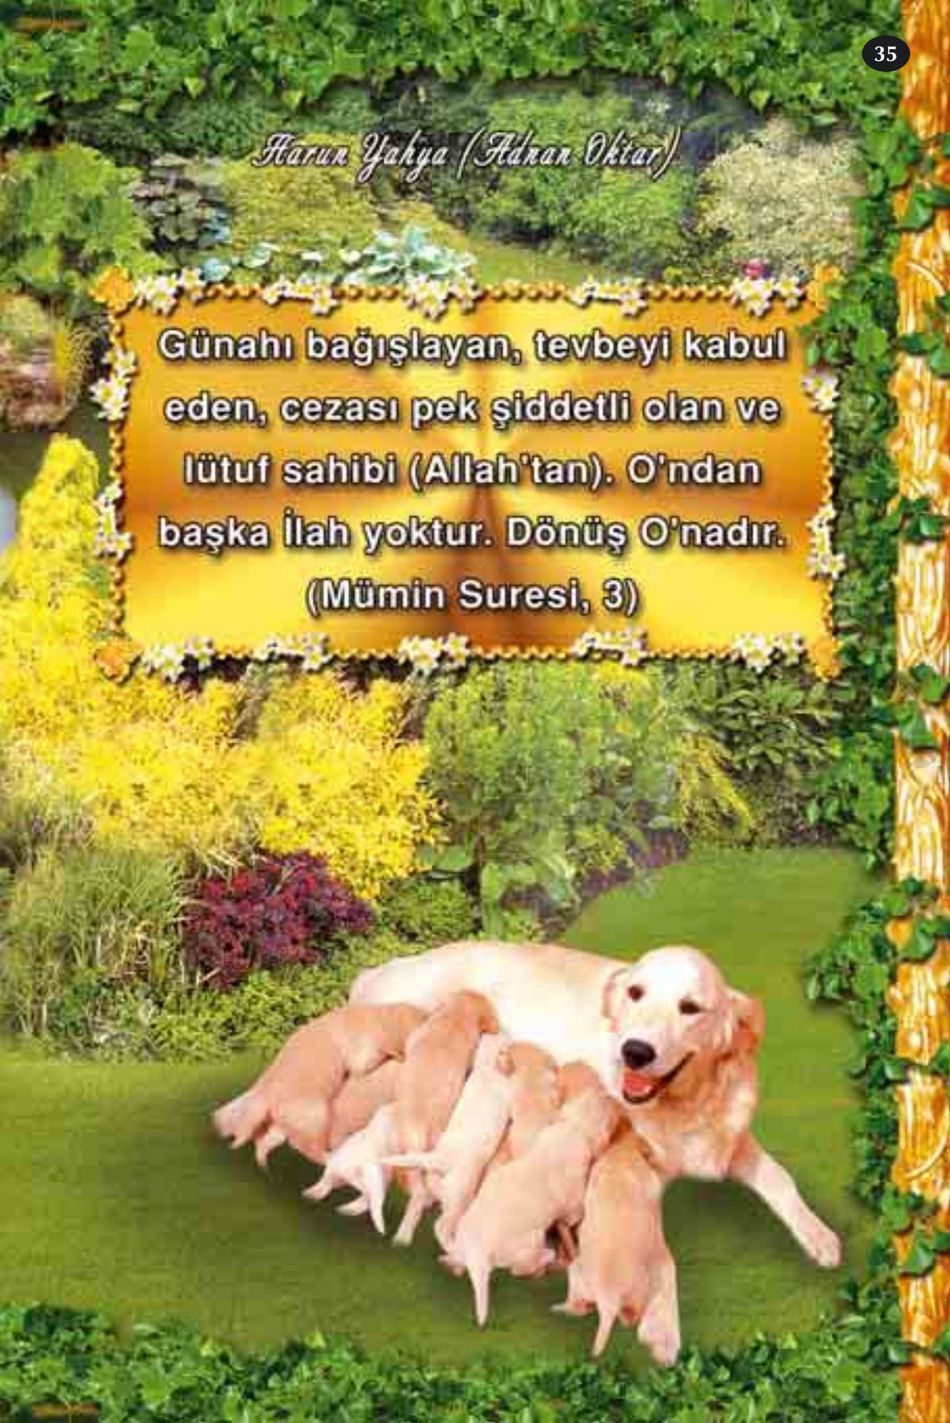 35
Harun Yahya (Adnan Oktar)
Günahı bağışlayan, tevbeyi kabul
eden, cezası pek şiddetli olan ve
lütuf sahibi (Allah'tan). O'ndan
başka İlah yoktur. Dönüş O'nadır.
(Mümin Suresi, 3)